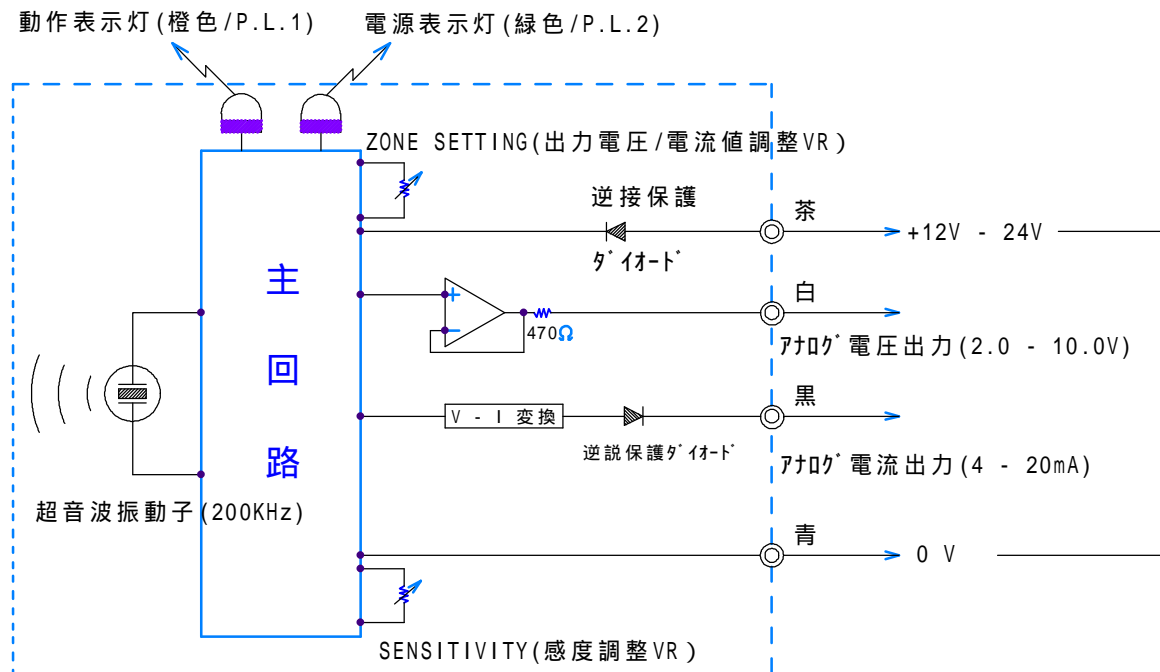 動作表示灯(橙色/P.L.1)
電源表示灯(緑色/P.L.2)
ZONE SETTING(出力電圧/電流値調整VR)
逆接保護
ﾀﾞｲｵｰﾄﾞ
茶
+12V - 24V
主
回
路
+
-
470Ω
白
ｱﾅﾛｸﾞ電圧出力(2.0 - 10.0V)
黒
V - I 変換
逆説保護ﾀﾞｲｵｰﾄﾞ
ｱﾅﾛｸﾞ電流出力(4 - 20mA)
超音波振動子(200KHz)
青
0 V
SENSITIVITY(感度調整VR)